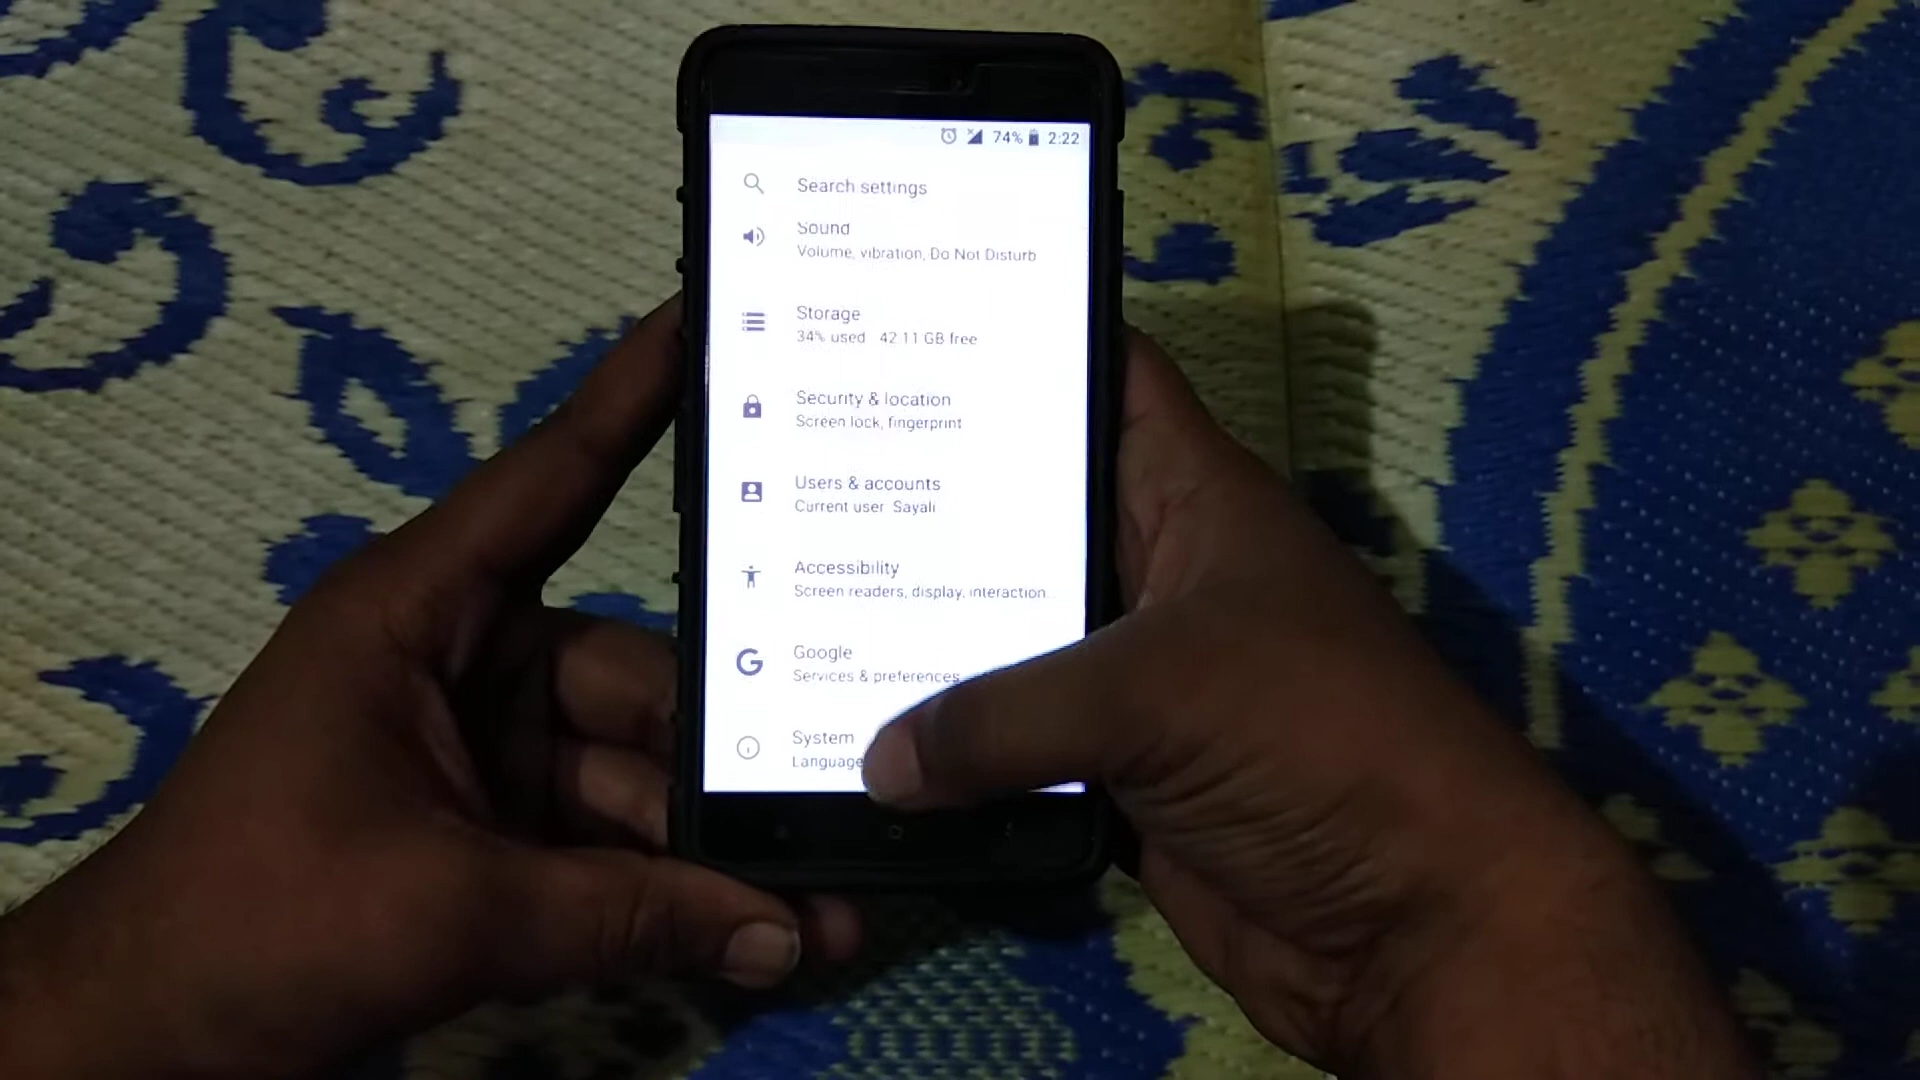 74% 2:22
Search settings
Sound
Volume, vibration, Do Not Disturb
Storage
34% used 42.11 GB free
Security & location
Screen lock, fingerprint
Users & accounts
Current user Sayali
Accessibility
Screen readers, display, interaction
Google
Services & preferences
System
Language